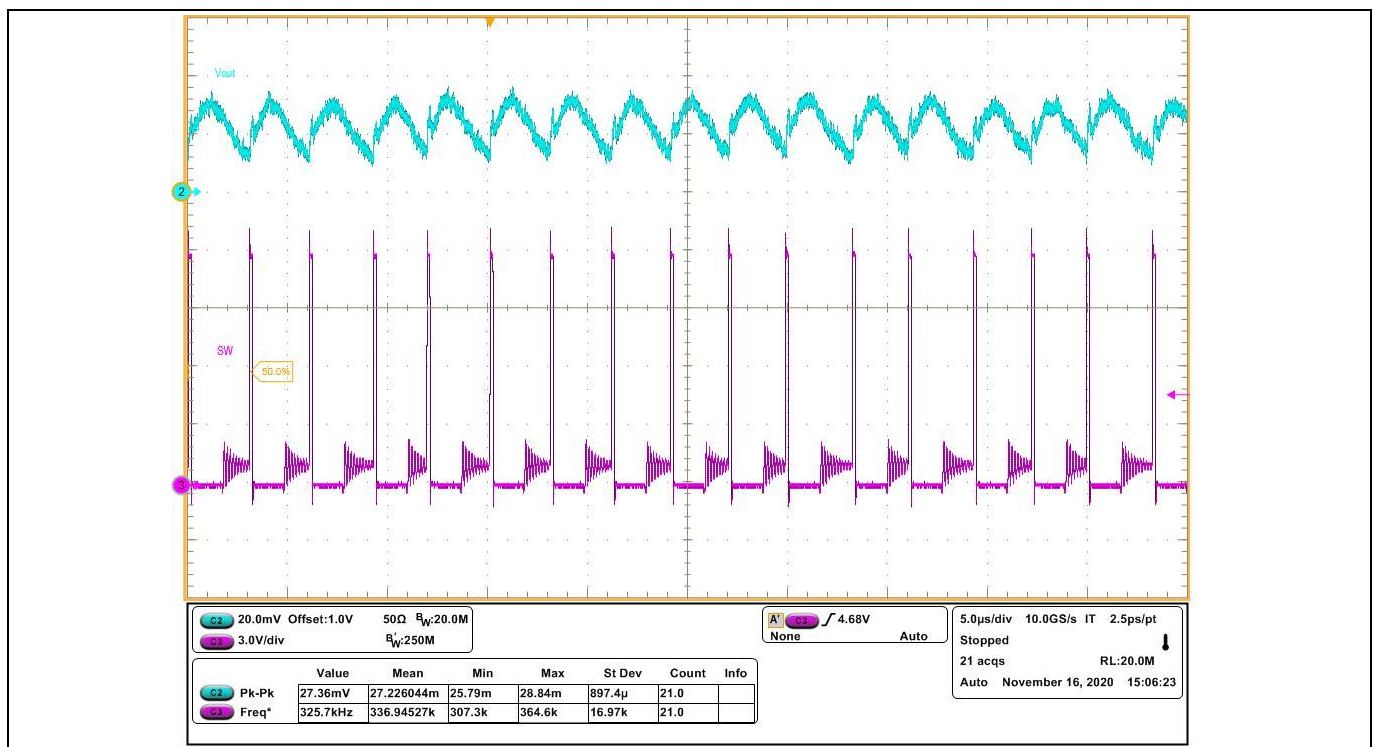 Vout
2
SW
50.0%
3
C2 20.0mV Offset:1.0V 50Ω BW:20.0M
C3 3.0V/div B'W:250M
A' C3 4.68V
None Auto
5.0µs/div 10.0GS/s IT 2.5ps/pt
Stopped
21 acqs RL:20.0M
Auto November 16, 2020 15:06:23
Value Mean Min Max St Dev Count Info
C2 Pk-Pk 27.36mV 27.226044m 25.79m 28.84m 897.4µ 21.0
C3 Freq* 325.7kHz 336.94527k 307.3k 364.6k 16.97k 21.0